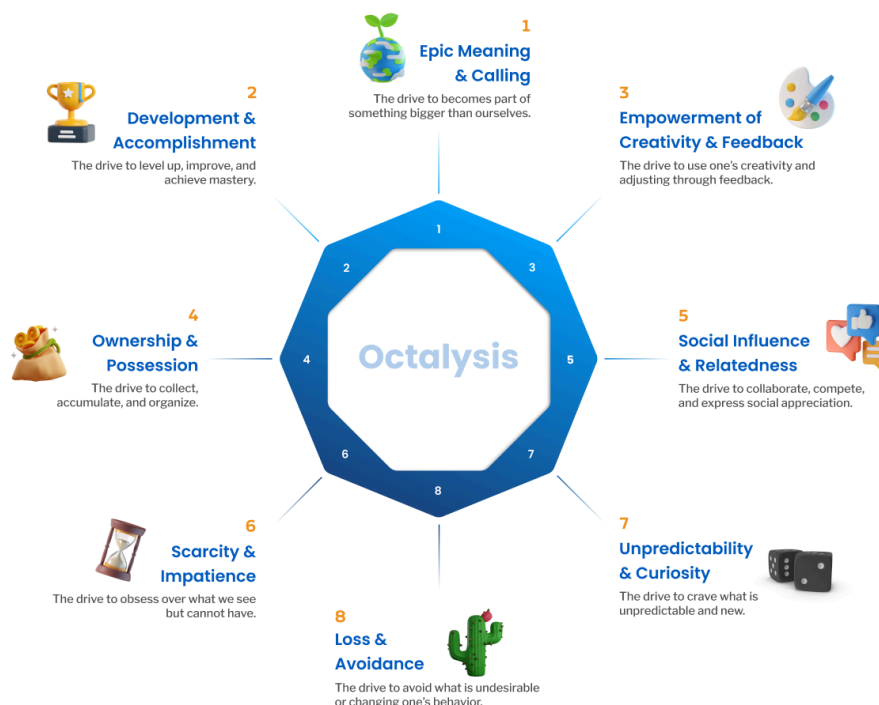 1
Epic Meaning
& Calling
The drive to becomes part of
something bigger than ourselves.
2
Development &
Accomplishment
The drive to level up, improve, and
achieve mastery.
3
Empowerment of
Creativity & Feedback
The drive to use one's creativity and
adjusting through feedback.
4
Ownership &
Possession
The drive to collect,
accumulate, and organize.
5
Social Influence
& Relatedness
The drive to collaborate, compete,
and express social appreciation.
6
Scarcity &
Impatience
The drive to obsess over what we see
but cannot have.
7
Unpredictability
& Curiosity
The drive to crave what is
unpredictable and new.
8
Loss &
Avoidance
The drive to avoid what is undesirable
or changing one's behavior.
1
2
3
4
Octalysis
5
6
7
8